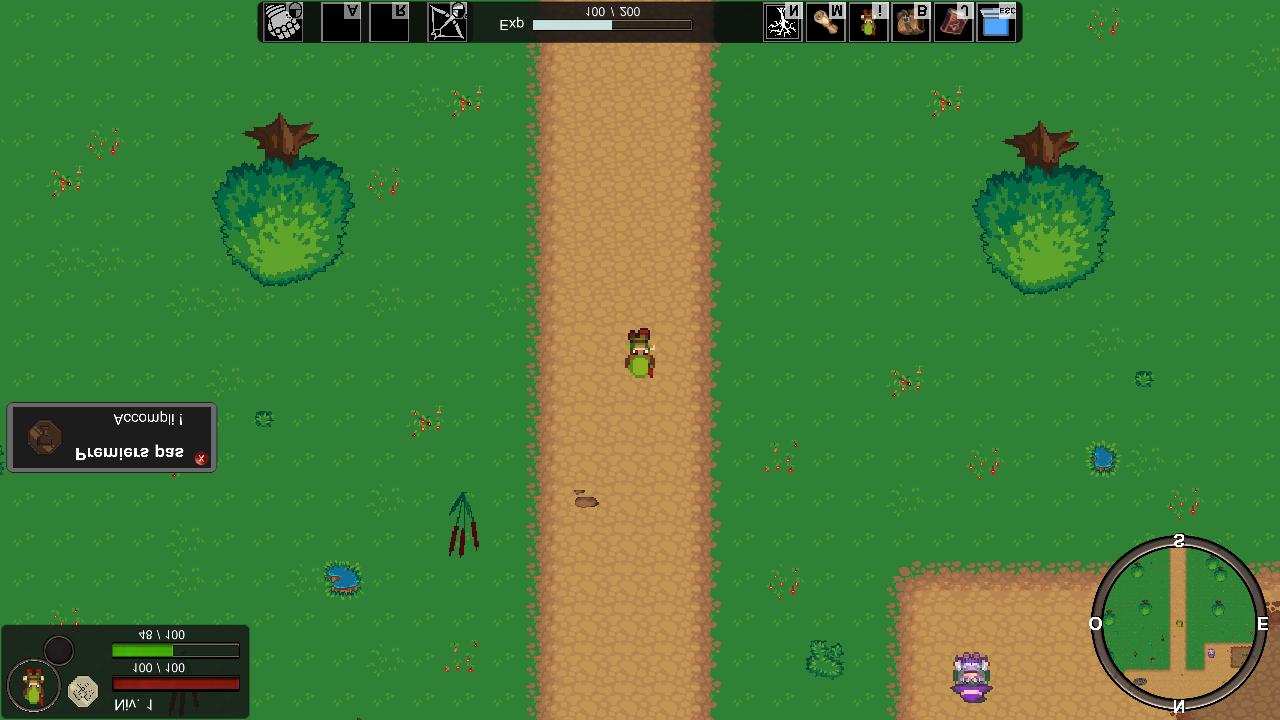 Niv. 1
100 / 100
48 / 100
N
O E
S
Premiers pas
Accompli !
A R Exp 100 / 200 N M I B J ESC